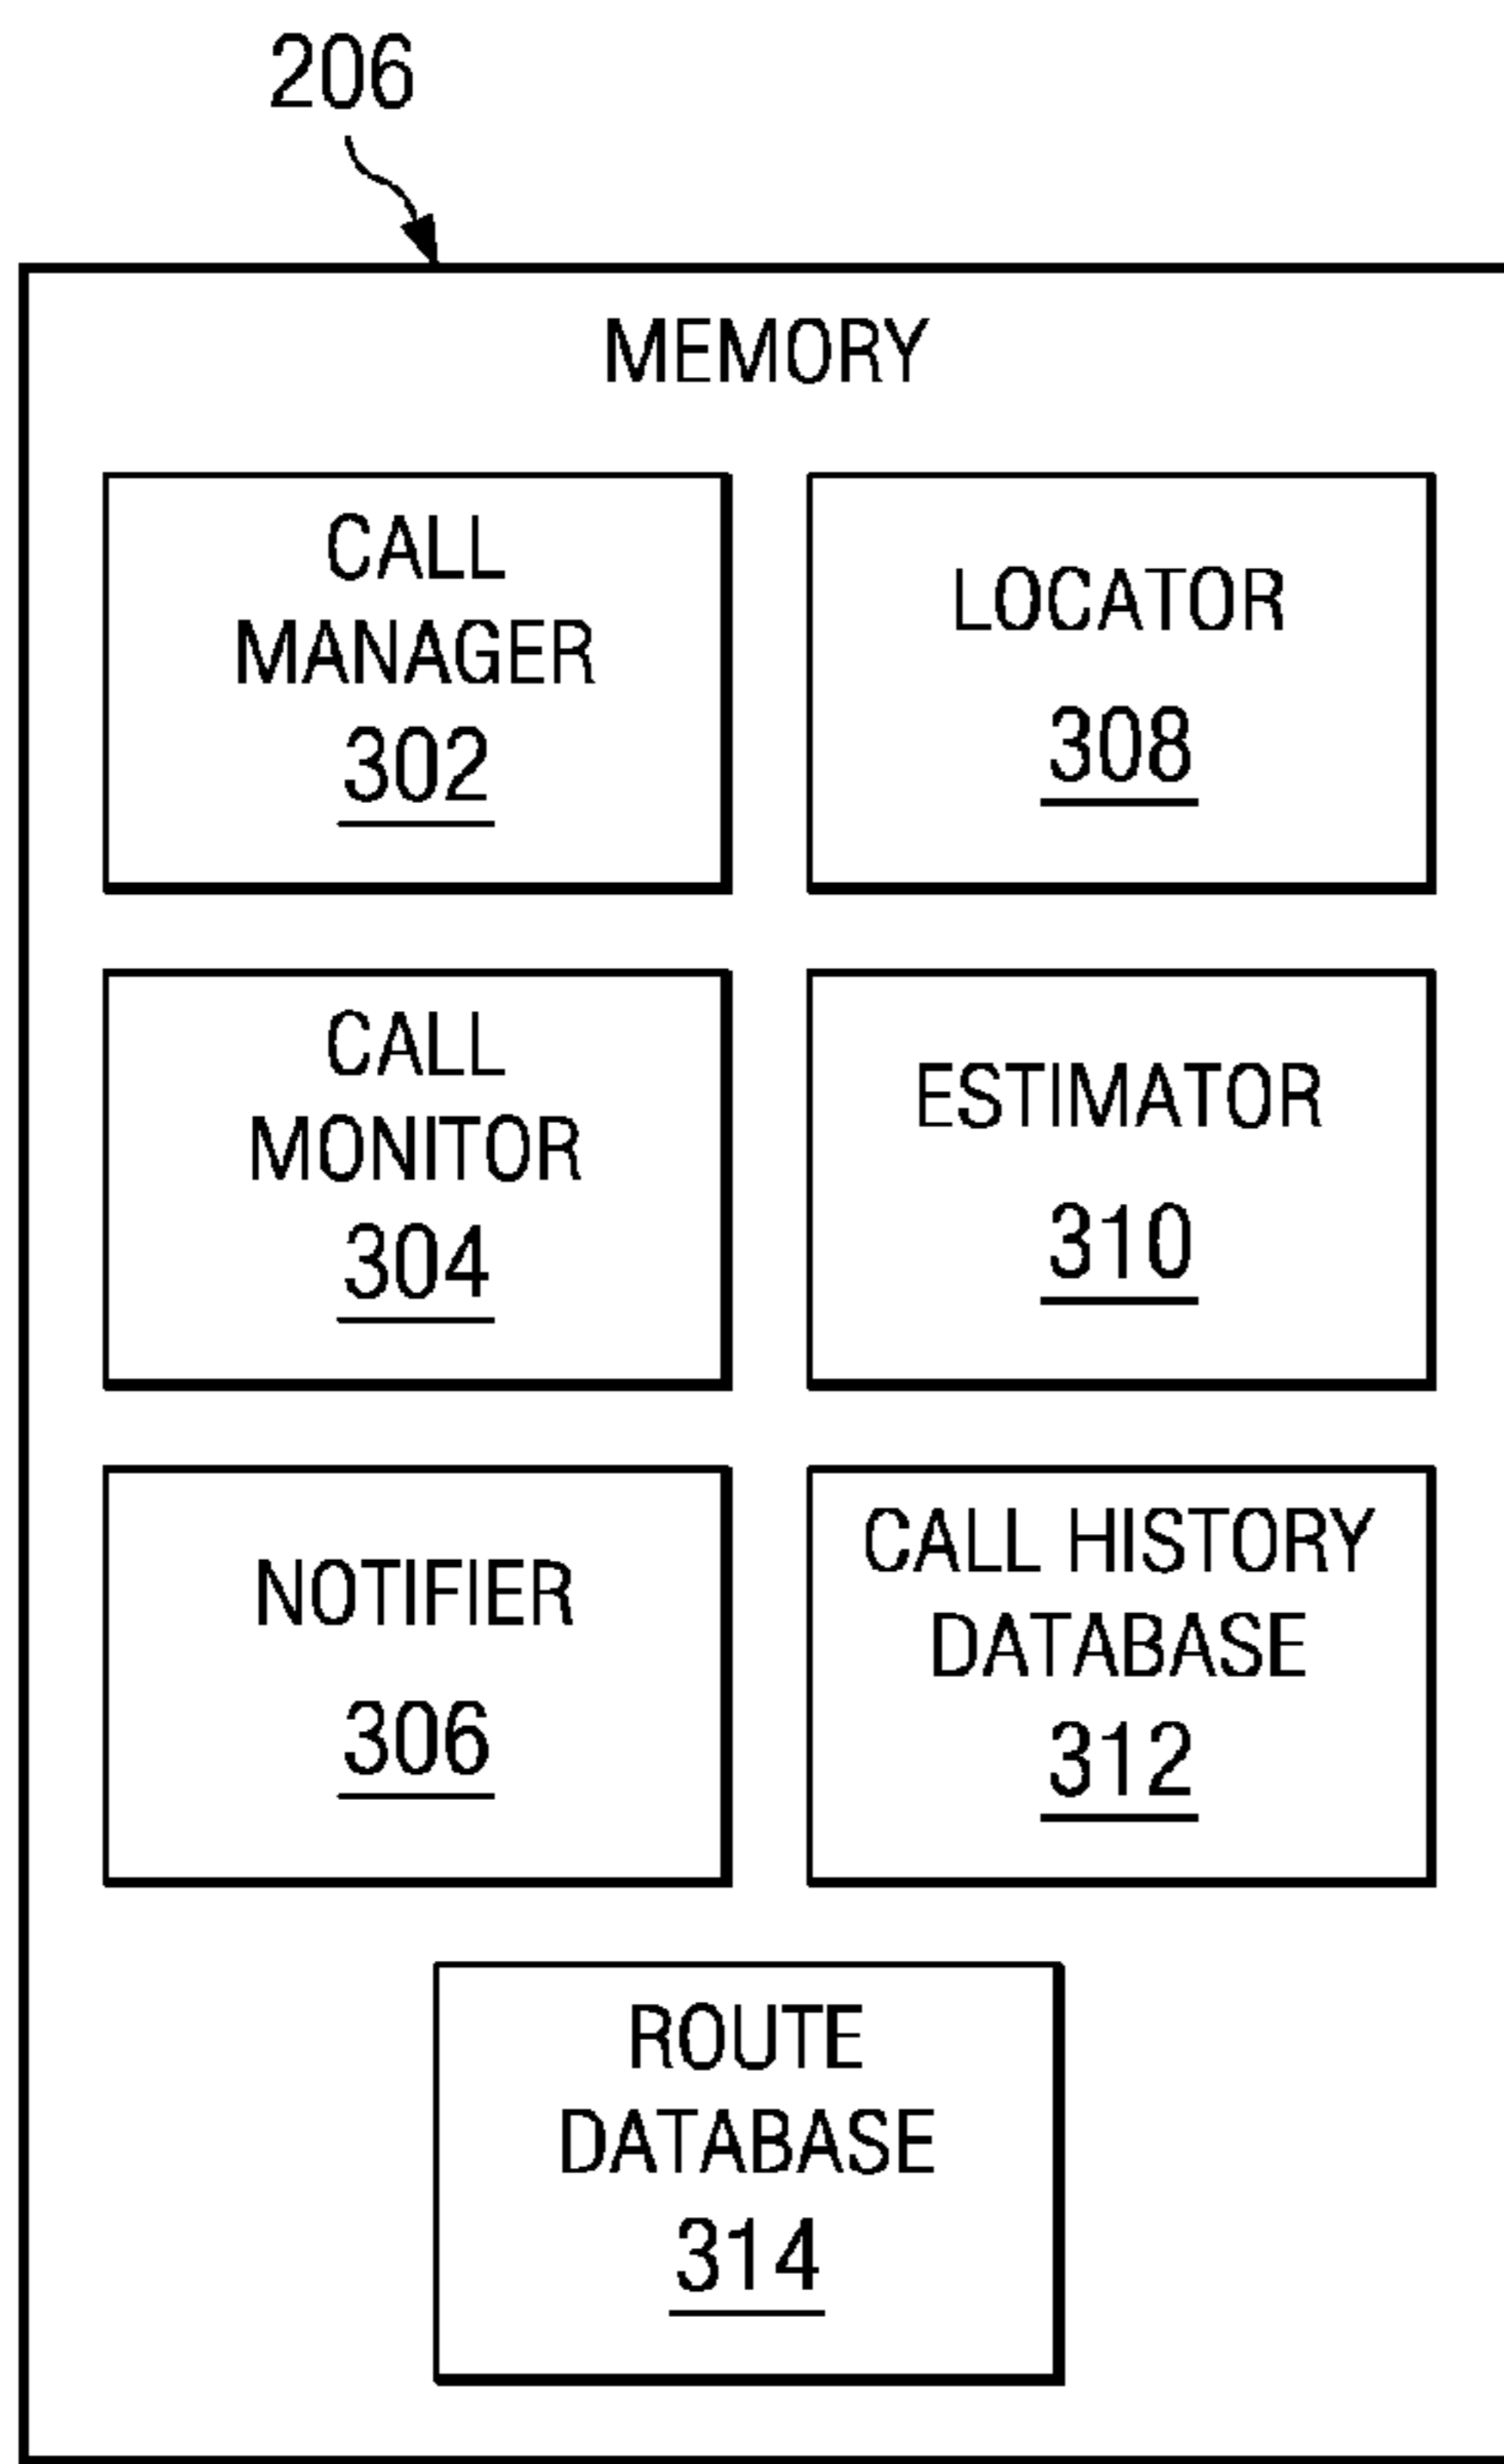 206
MEMORY
CALL
MANAGER
302
LOCATOR
308
CALL
MONITOR
304
ESTIMATOR
310
NOTIFIER
306
CALL HISTORY
DATABASE
312
ROUTE
DATABASE
314